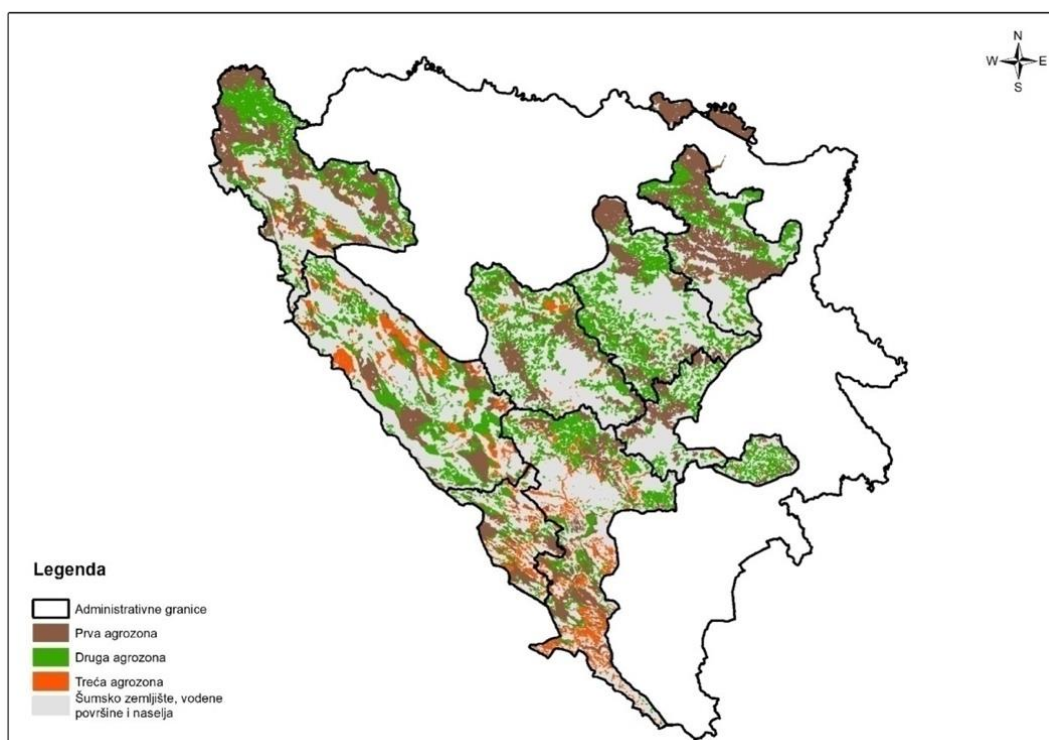 N
W E
S
Legenda
Administrativne granice
Prva agrozona
Druga agrozona
Treća agrozona
Šumsko zemljište, vodene
površine i naselja